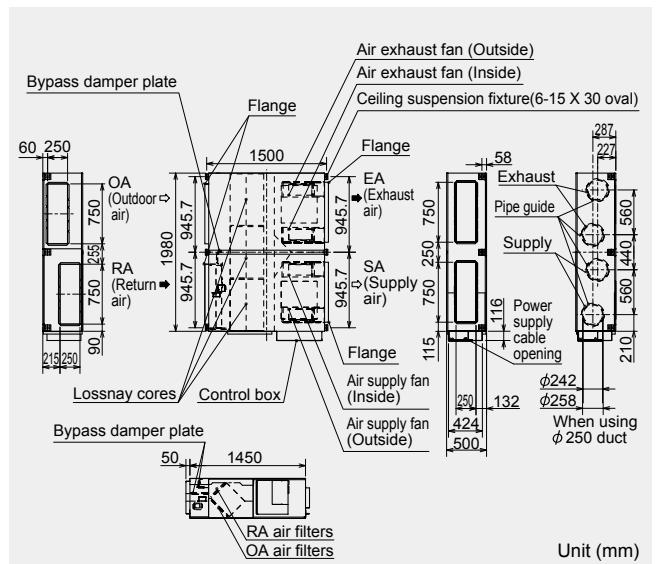 Air exhaust fan (Outside)
Air exhaust fan (Inside)
Bypass damper plate
Ceiling suspension fixture(6-15 X 30 oval)
Flange
Flange
287
227
60 250
1500
58
OA
(Outdoor
air)
EA
(Exhaust
air)
Exhaust
Pipe guide
Supply
750
255
750
90
1980
945.7
945.7
945.7
945.7
750
250
750
115
116
560
440
560
210
RA
(Return
air)
SA
(Supply
air)
Power
supply
cable
opening
215 250
Lossnay cores
Control box
Flange
Air supply fan
(Inside)
Air supply fan
(Outside)
250
132
424
500
ϕ242
ϕ258
When using
ϕ 250 duct
Bypass damper plate
50
1450
RA air filters
OA air filters
Unit (mm)